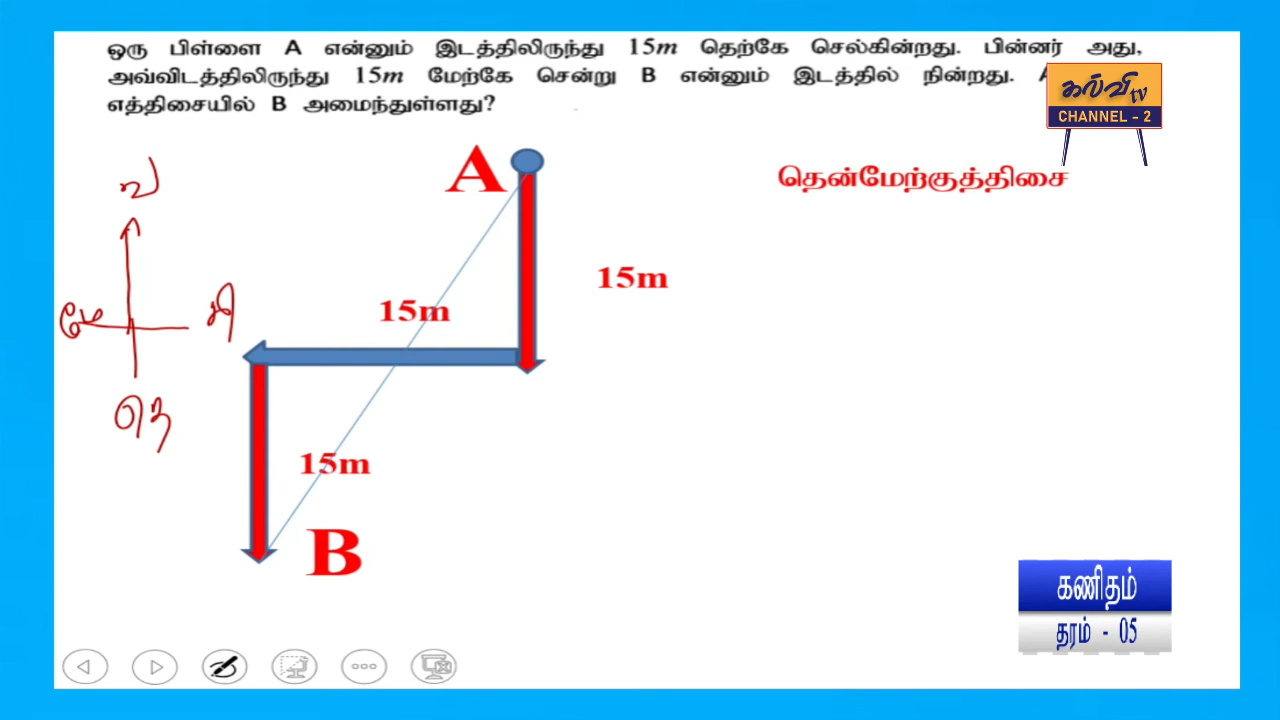 ஒரு பிள்ளை A என்னும் இடத்திலிருந்து 15m தெற்கே செல்கின்றது. பின்னர் அது,
அவ்விடத்திலிருந்து 15m மேற்கே சென்று B என்னும் இடத்தில் நின்றது.
எத்திசையில் B அமைந்துள்ளது?
கல்வி tv
CHANNEL - 2
A
தென்மேற்குத்திசை
வ
15m
மே
கி
15m
தெ
15m
B
கணிதம்
தரம் - 05